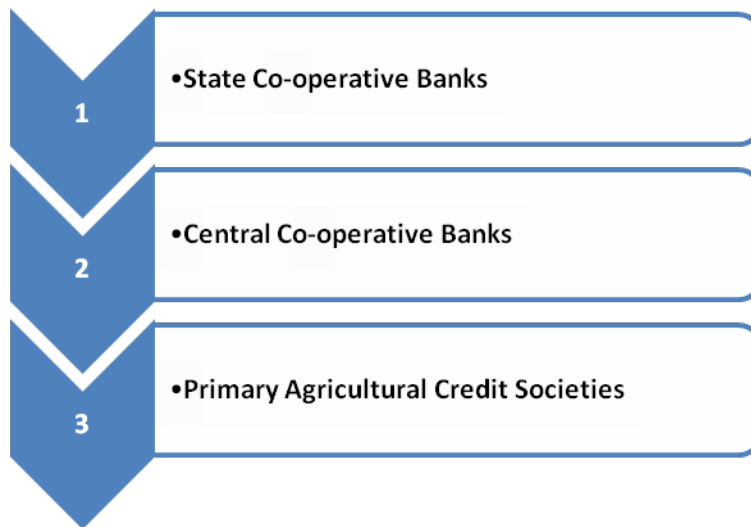 1
•State Co-operative Banks
2
•Central Co-operative Banks
3
•Primary Agricultural Credit Societies